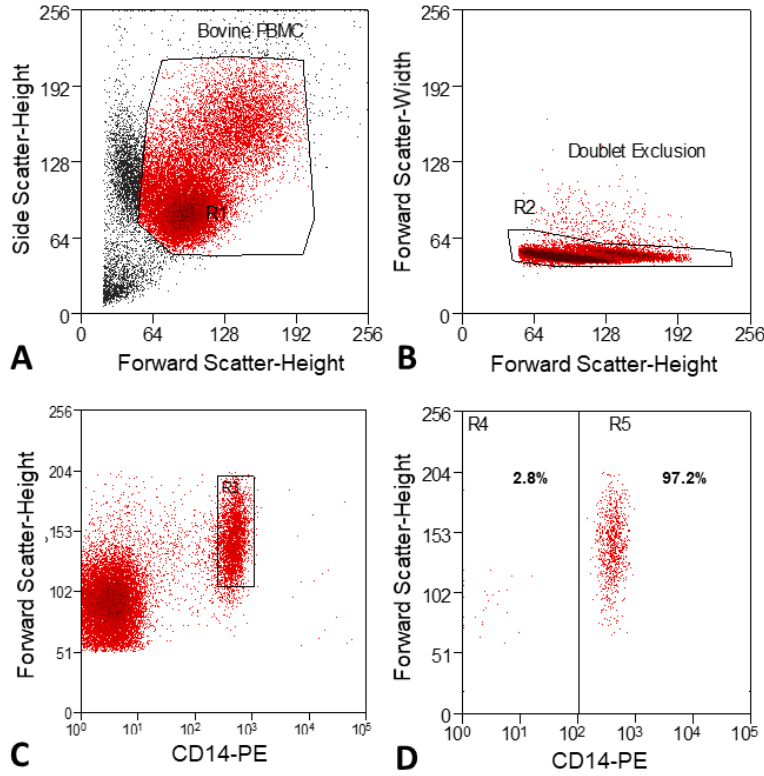 256
192
128
64
0
Side Scatter-Height
Bovine PBMC
R1
0 64 128 192 256
Forward Scatter-Height
A
256
192
128
64
0
Forward Scatter-Width
Doublet Exclusion
R2
0 64 128 192 256
Forward Scatter-Height
B
256
204
153
102
51
0
Forward Scatter-Height
R3
10⁰ 10¹ 10² 10³ 10⁴ 10⁵
CD14-PE
C
256
204
153
102
51
0
Forward Scatter-Height
R4 R5
2.8% 97.2%
10⁰ 10¹ 10² 10³ 10⁴ 10⁵
CD14-PE
D